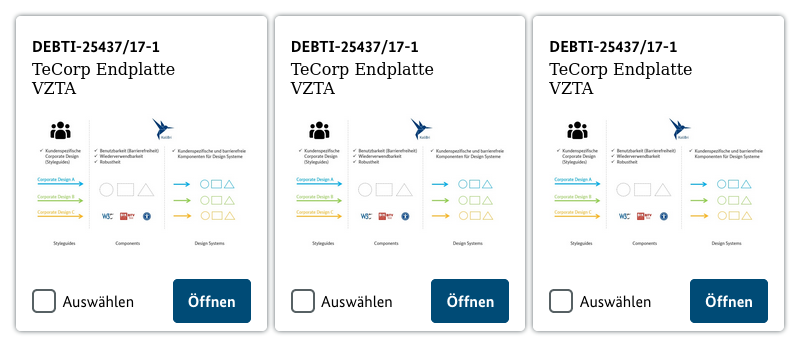 DEBTI-25437/17-1
TeCorp Endplatte
VZTA
✓ Kundenspezifische
Corporate Design
(Styleguides)
✓ Benutzbarkeit (Barrierefreiheit)
✓ Wiederverwendbarkeit
✓ Robustheit
✓ Kundenspezifische und barrierefreie
Komponenten für Design Systeme
Corporate Design A
Corporate Design B
Corporate Design C
W3C
Styleguides
Components
Design Systems
Auswählen
Öffnen
DEBTI-25437/17-1
TeCorp Endplatte
VZTA
✓ Kundenspezifische
Corporate Design
(Styleguides)
✓ Benutzbarkeit (Barrierefreiheit)
✓ Wiederverwendbarkeit
✓ Robustheit
✓ Kundenspezifische und barrierefreie
Komponenten für Design Systeme
Corporate Design A
Corporate Design B
Corporate Design C
W3C
Styleguides
Components
Design Systems
Auswählen
Öffnen
DEBTI-25437/17-1
TeCorp Endplatte
VZTA
✓ Kundenspezifische
Corporate Design
(Styleguides)
✓ Benutzbarkeit (Barrierefreiheit)
✓ Wiederverwendbarkeit
✓ Robustheit
✓ Kundenspezifische und barrierefreie
Komponenten für Design Systeme
Corporate Design A
Corporate Design B
Corporate Design C
W3C
Styleguides
Components
Design Systems
Auswählen
Öffnen